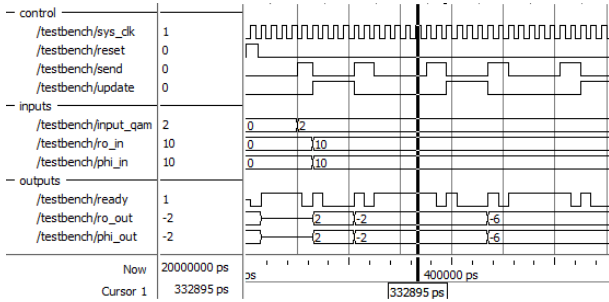 control
/testbench/sys_clk 1
/testbench/reset 0
/testbench/send 0
/testbench/update 0
inputs
/testbench/input_qam 2 0 2
/testbench/ro_in 10 0 10
/testbench/phi_in 10 0 10
outputs
/testbench/ready 1
/testbench/ro_out -2 2 -2 -6
/testbench/phi_out -2 2 -2 -6
Now 20000000 ps ps 400000 ps
Cursor 1 332895 ps 332895 ps